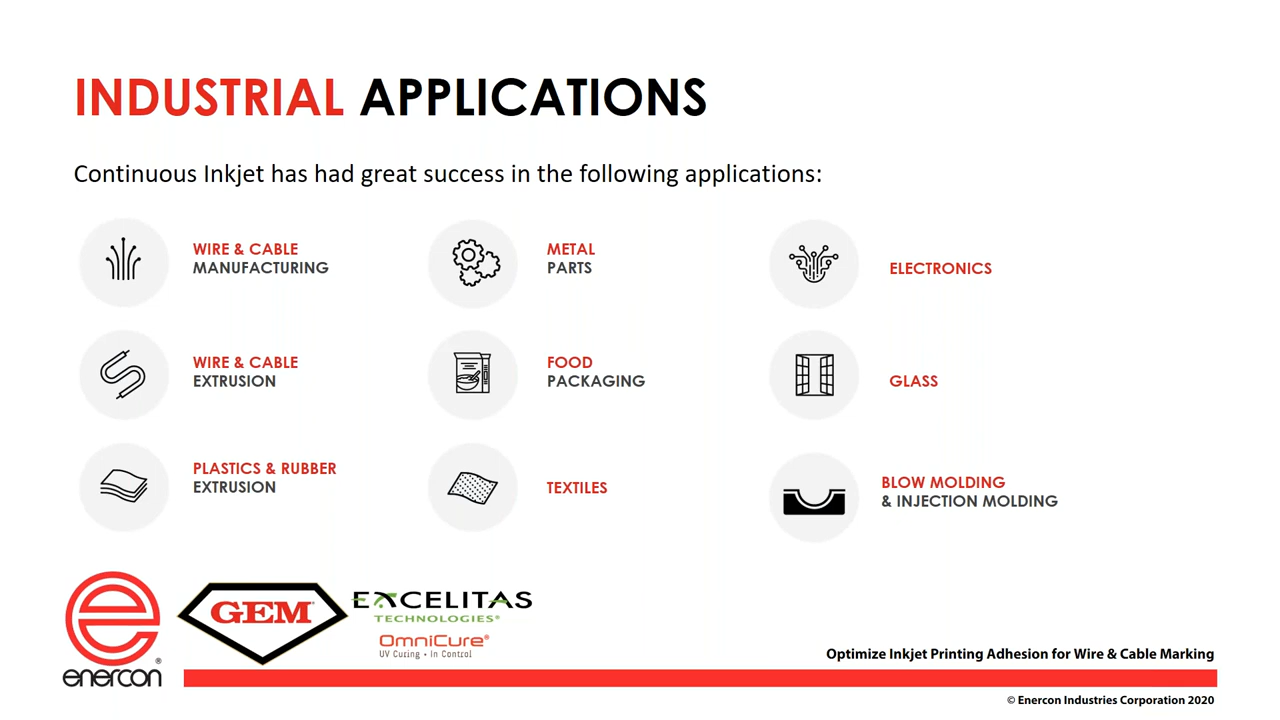 INDUSTRIAL APPLICATIONS
Continuous Inkjet has had great success in the following applications:
WIRE & CABLE
MANUFACTURING
METAL
PARTS
ELECTRONICS
WIRE & CABLE
EXTRUSION
FOOD
PACKAGING
GLASS
PLASTICS & RUBBER
EXTRUSION
TEXTILES
BLOW MOLDING
& INJECTION MOLDING
enercon®
GEM®
EXCELITAS
TECHNOLOGIES®
OmniCure®
UV Curing • In Control
Optimize Inkjet Printing Adhesion for Wire & Cable Marking
© Enercon Industries Corporation 2020